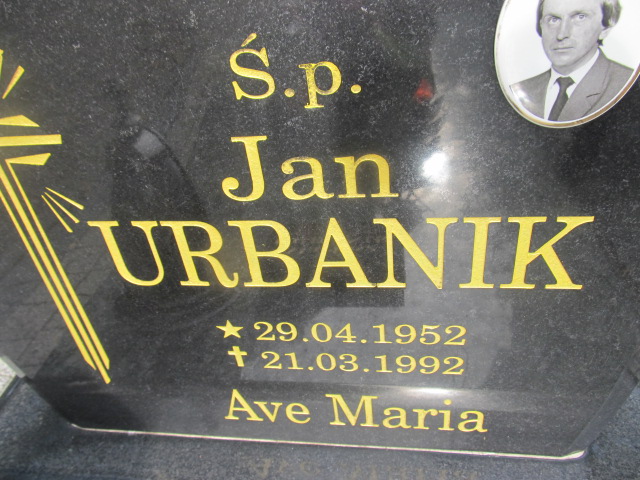 Ś.p.
Jan
URBANIK
★ 29.04.1952
✝ 21.03.1992
Ave Maria